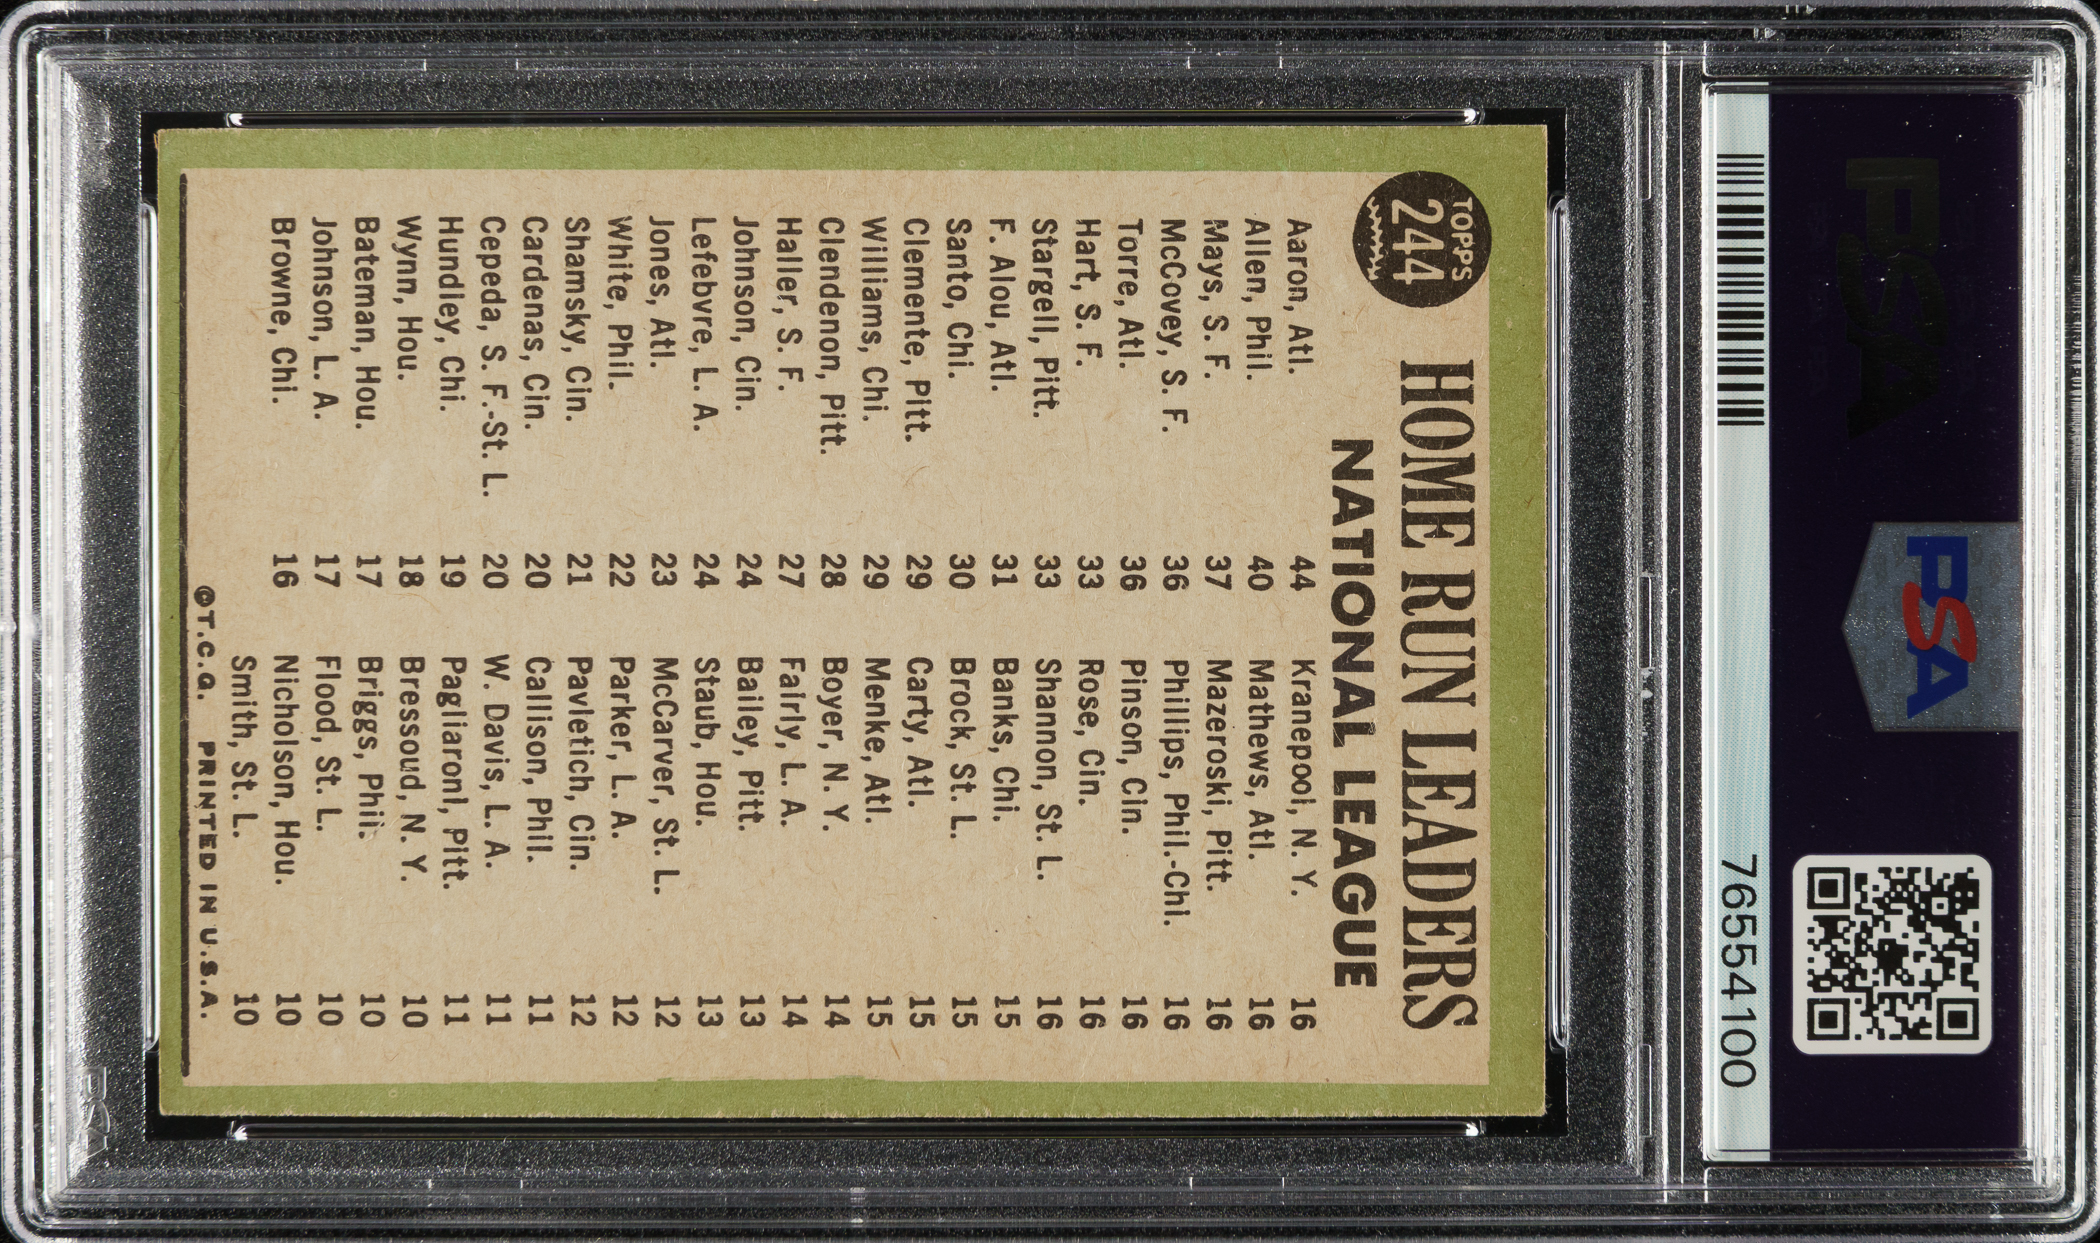 PSA
PSA
76554100
TOPPS
244
HOME RUN LEADERS
NATIONAL LEAGUE
Aaron, Atl. 44
Allen, Phil. 40
Mays, S. F. 37
McCovey, S. F. 36
Torre, Atl. 36
Hart, S. F. 33
Stargell, Pitt. 33
F. Alou, Atl. 31
Santo, Chi. 30
Clemente, Pitt. 29
Williams, Chi. 29
Clendenon, Pitt. 28
Haller, S. F. 27
Johnson, Cin. 24
Lefebvre, L. A. 24
Jones, Atl. 23
White, Phil. 22
Shamsky, Cin. 21
Cardenas, Cin. 20
Cepeda, S. F.-St. L. 20
Hundley, Chi. 19
Wynn, Hou. 18
Bateman, Hou. 17
Johnson, L. A. 17
Browne, Chi. 16
Kranepool, N. Y. 16
Mathews, Atl. 16
Mazeroski, Pitt. 16
Phillips, Phil.-Chi. 16
Pinson, Cin. 16
Rose, Cin. 16
Shannon, St. L. 16
Banks, Chi. 15
Brock, St. L. 15
Carty, Atl. 15
Menke, Atl. 15
Boyer, N. Y. 14
Fairly, L. A. 14
Bailey, Pitt. 13
Staub, Hou. 13
McCarver, St. L. 12
Parker, L. A. 12
Pavletich, Cin. 12
Callison, Phil. 11
W. Davis, L. A. 11
Pagliaroni, Pitt. 11
Bressoud, N. Y. 10
Briggs, Phil. 10
Flood, St. L. 10
Nicholson, Hou. 10
Smith, St. L. 10
©T.C.G. PRINTED IN U.S.A.